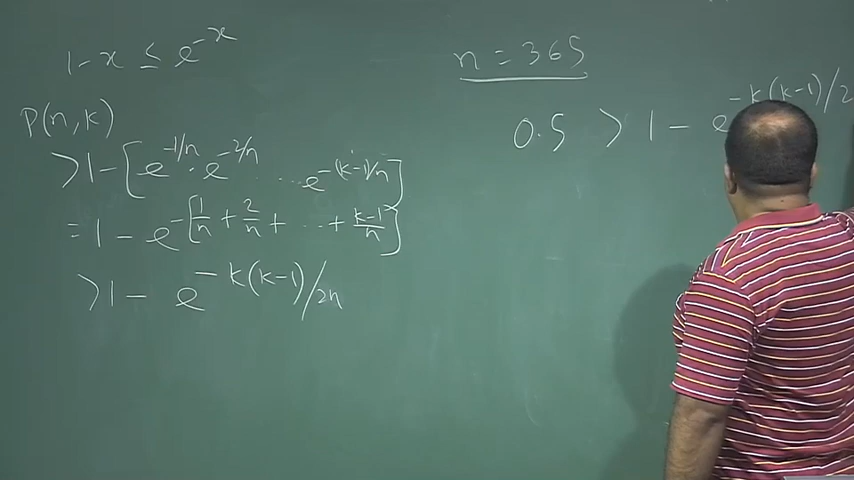 1-x ≤ e^{-x}
P(n,k)
>1-[e^{-1/n}.e^{-2/n} ... e^{-(k-1)/n}]
= 1 - e^{-[1/n + 2/n + ... + (k-1)/n]}
>1 - e^{-k(k-1)/2n}
n = 365
0.5 > 1 - e^{-k(k-1)/2